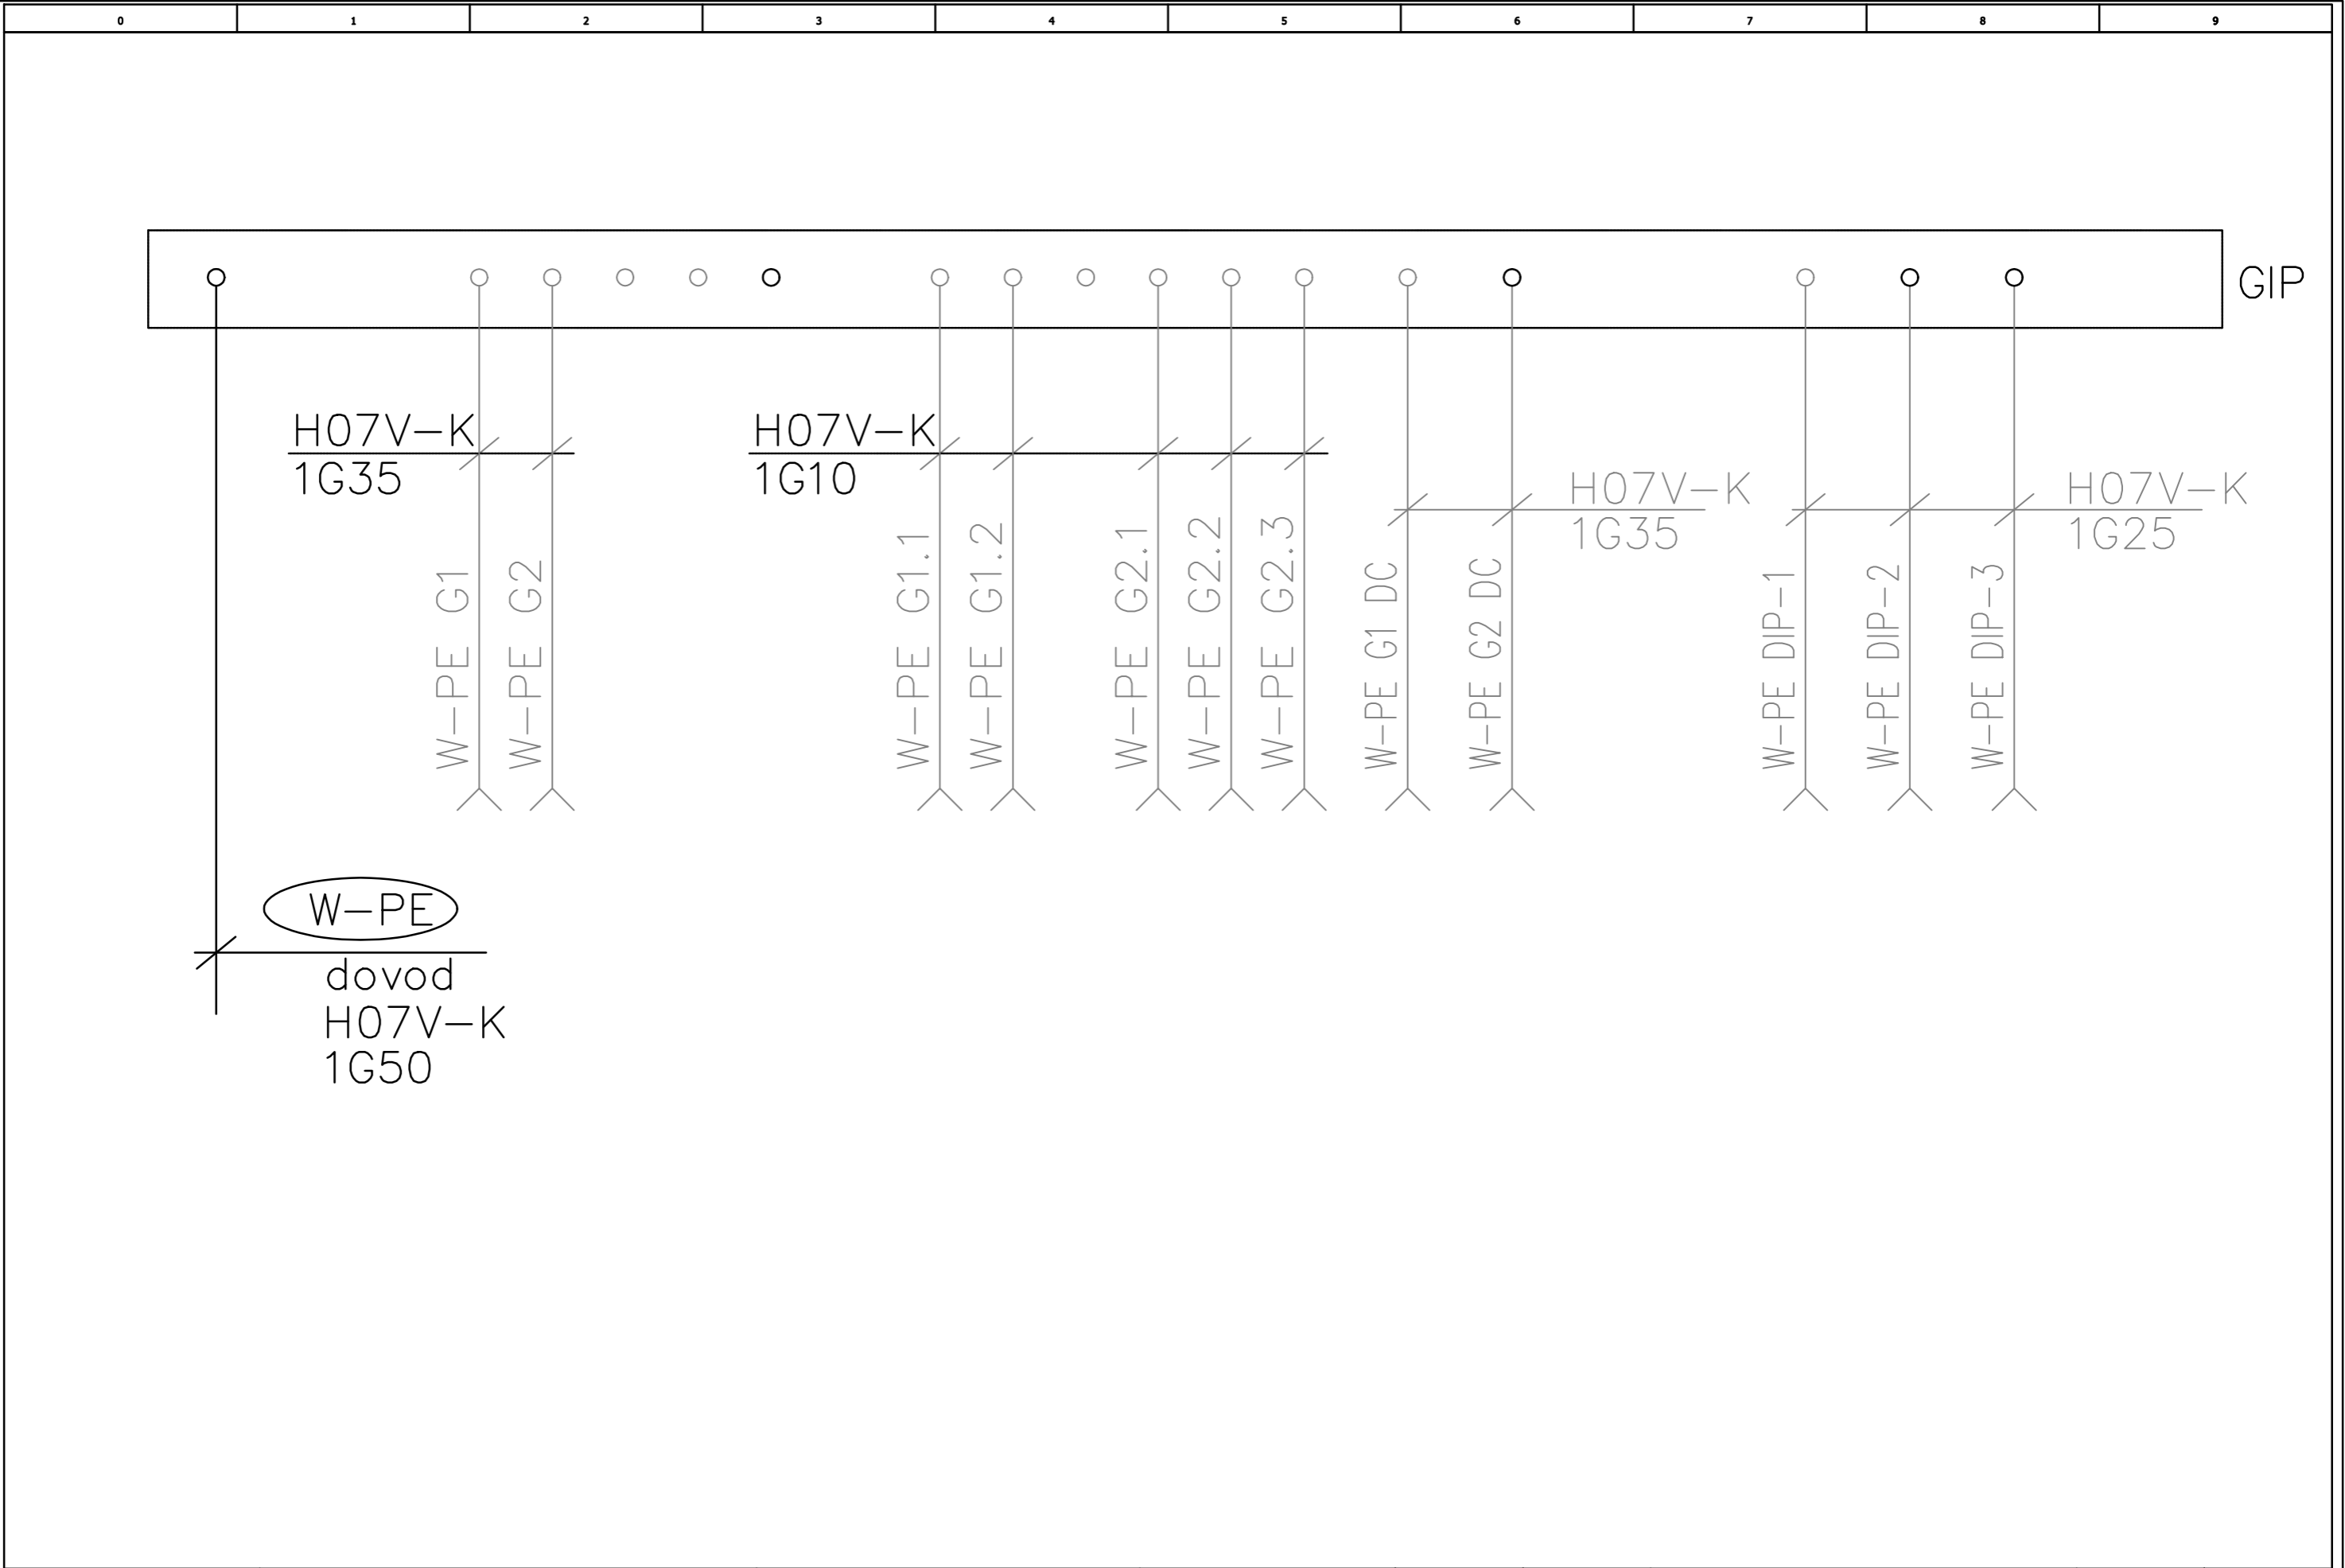 0 1 2 3 4 5 6 7 8 9
GIP
H07V-K
1G35
H07V-K
1G10
H07V-K
1G35
H07V-K
1G25
W-PE G1
W-PE G2
W-PE G1.1
W-PE G1.2
W-PE G2.1
W-PE G2.2
W-PE G2.3
W-PE G1 DC
W-PE G2 DC
W-PE DIP-1
W-PE DIP-2
W-PE DIP-3
W-PE
dovod
H07V-K
1G50